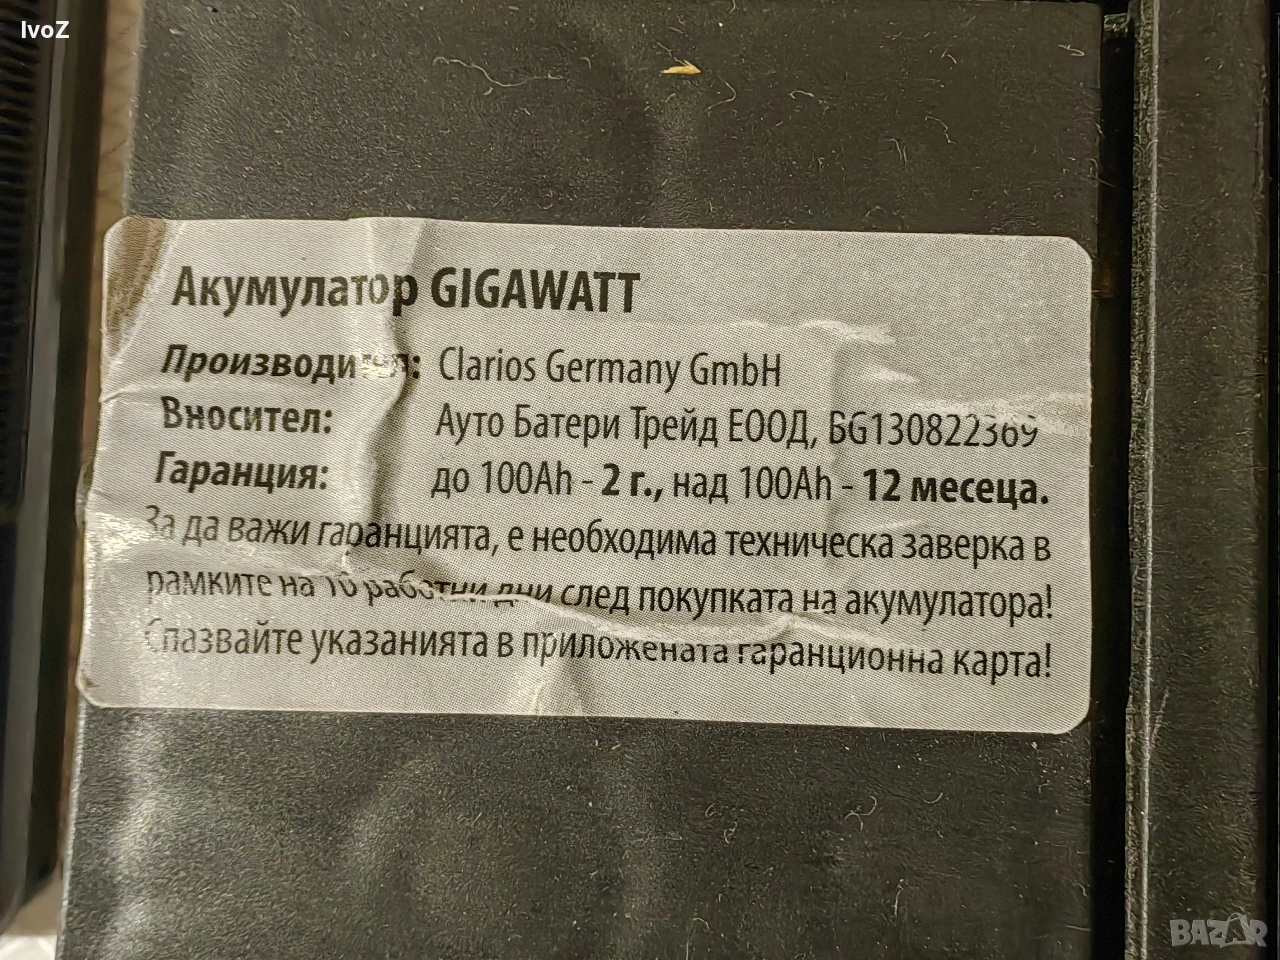 IvoZ
Акумулатор GIGAWATT
Производител: Clarios Germany GmbH
Вносител: Ауто Батери Трейд ЕООД, BG130822369
Гаранция: до 100Ah - 2 г., над 100Ah - 12 месеца.
За да важи гаранцията, е необходима техническа заверка в
рамките на 10 работни дни след покупката на акумулатора!
Спазвайте указанията в приложената гаранционна карта!
BAZAR